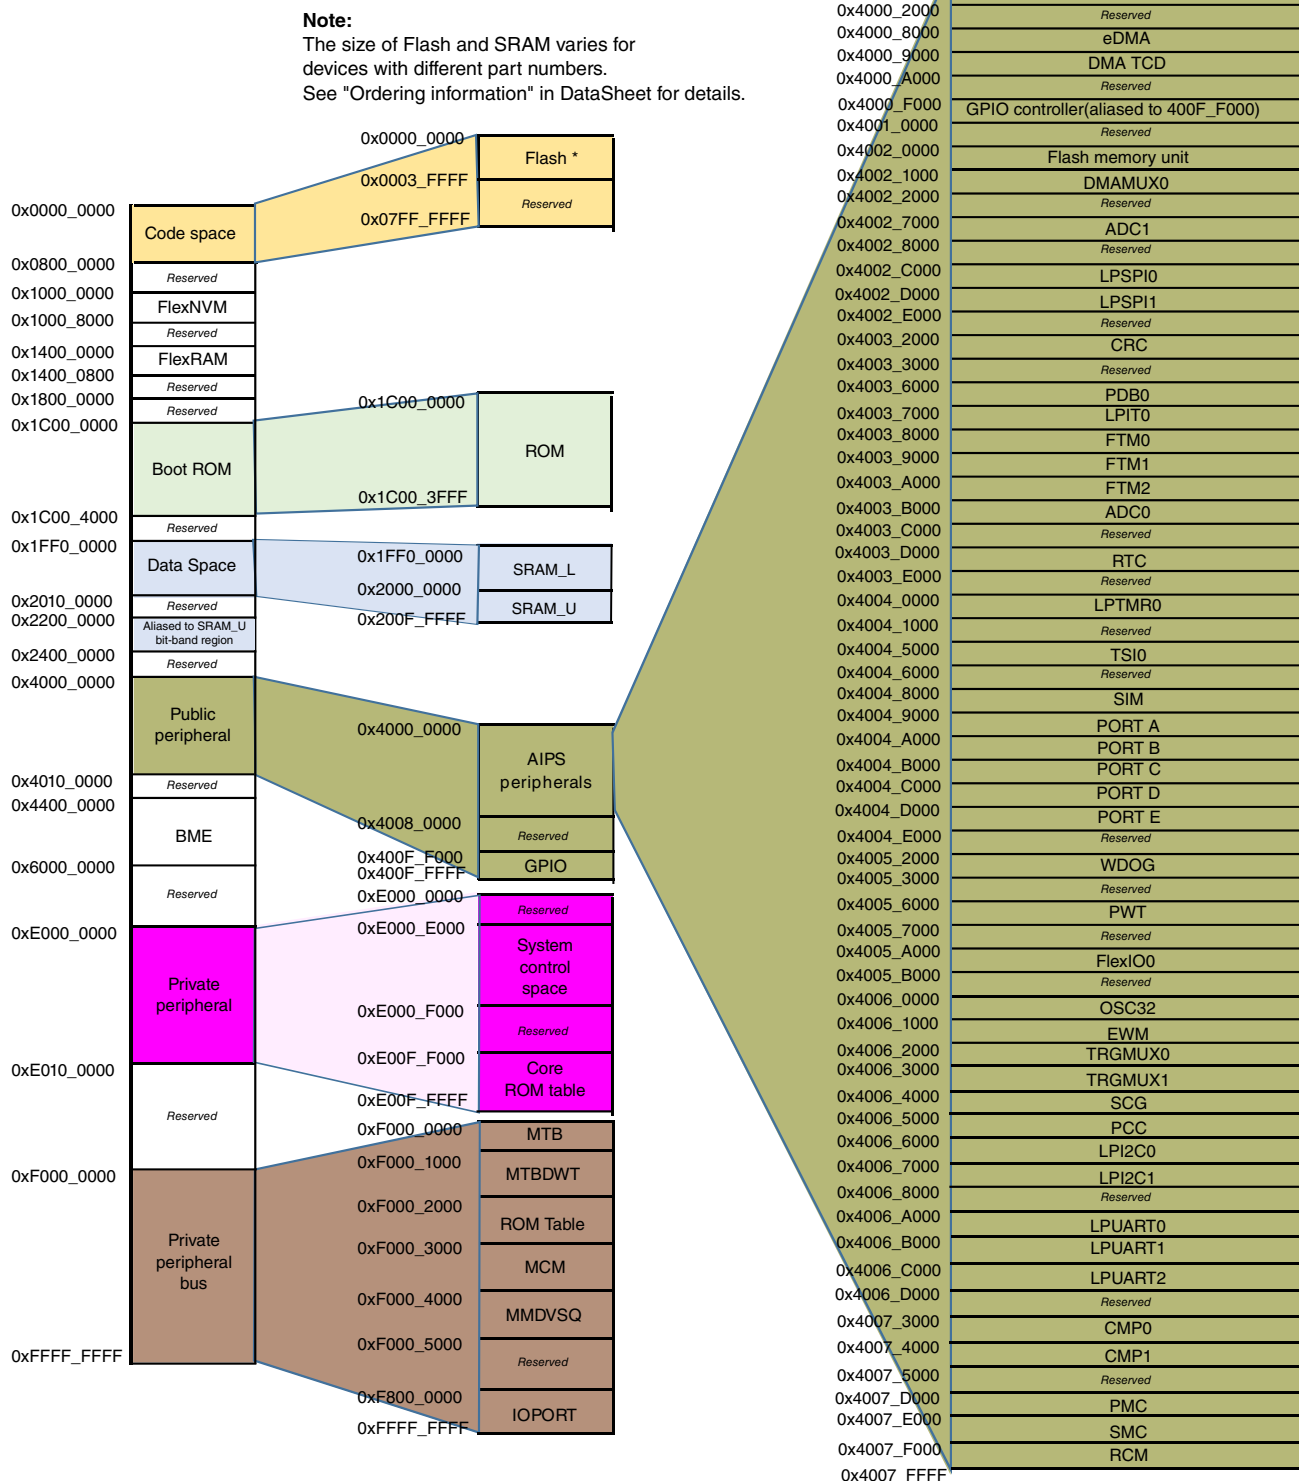 Note:
The size of Flash and SRAM varies for
devices with different part numbers.
See "Ordering information" in DataSheet for details.
0x0000_0000
Code space
0x0800_0000
Reserved
0x1000_0000
FlexNVM
0x1000_8000
Reserved
0x1400_0000
FlexRAM
0x1400_0800
Reserved
0x1800_0000
Reserved
0x1C00_0000
Boot ROM
0x1C00_4000
Reserved
0x1FF0_0000
Data Space
0x2010_0000
Reserved
0x2200_0000
Aliased to SRAM_U
bit-band region
0x2400_0000
Reserved
0x4000_0000
Public
peripheral
0x4010_0000
Reserved
0x4400_0000
BME
0x6000_0000
Reserved
0xE000_0000
Private
peripheral
0xE010_0000
Reserved
0xF000_0000
Private
peripheral
bus
0xFFFF_FFFF
0x0000_0000
Flash *
0x0003_FFFF
Reserved
0x07FF_FFFF
0x1C00_0000
ROM
0x1C00_3FFF
0x1FF0_0000
SRAM_L
0x2000_0000
SRAM_U
0x200F_FFFF
0x4000_0000
AIPS
peripherals
0x4008_0000
Reserved
0x400F_F000
GPIO
0x400F_FFFF
0xE000_0000
Reserved
0xE000_E000
System
control
space
0xE000_F000
Reserved
0xE00F_F000
Core
ROM table
0xE00F_FFFF
0xF000_0000
MTB
0xF000_1000
MTBDWT
0xF000_2000
ROM Table
0xF000_3000
MCM
0xF000_4000
MMDVSQ
0xF000_5000
Reserved
0xF800_0000
IOPORT
0xFFFF_FFFF
0x4000_2000
Reserved
0x4000_8000
eDMA
0x4000_9000
DMA TCD
0x4000_A000
Reserved
0x4000_F000
GPIO controller(aliased to 400F_F000)
0x4001_0000
Reserved
0x4002_0000
Flash memory unit
0x4002_1000
DMAMUX0
0x4002_2000
Reserved
0x4002_7000
ADC1
0x4002_8000
Reserved
0x4002_C000
LPSPI0
0x4002_D000
LPSPI1
0x4002_E000
Reserved
0x4003_2000
CRC
0x4003_3000
Reserved
0x4003_6000
PDB0
0x4003_7000
LPIT0
0x4003_8000
FTM0
0x4003_9000
FTM1
0x4003_A000
FTM2
0x4003_B000
ADC0
0x4003_C000
Reserved
0x4003_D000
RTC
0x4003_E000
Reserved
0x4004_0000
LPTMR0
0x4004_1000
Reserved
0x4004_5000
TSI0
0x4004_6000
Reserved
0x4004_8000
SIM
0x4004_9000
PORT A
0x4004_A000
PORT B
0x4004_B000
PORT C
0x4004_C000
PORT D
0x4004_D000
PORT E
0x4004_E000
Reserved
0x4005_2000
WDOG
0x4005_3000
Reserved
0x4005_6000
PWT
0x4005_7000
Reserved
0x4005_A000
FlexIO0
0x4005_B000
Reserved
0x4006_0000
OSC32
0x4006_1000
EWM
0x4006_2000
TRGMUX0
0x4006_3000
TRGMUX1
0x4006_4000
SCG
0x4006_5000
PCC
0x4006_6000
LPI2C0
0x4006_7000
LPI2C1
0x4006_8000
Reserved
0x4006_A000
LPUART0
0x4006_B000
LPUART1
0x4006_C000
LPUART2
0x4006_D000
Reserved
0x4007_3000
CMP0
0x4007_4000
CMP1
0x4007_5000
Reserved
0x4007_D000
PMC
0x4007_E000
SMC
0x4007_F000
RCM
0x4007_FFFF